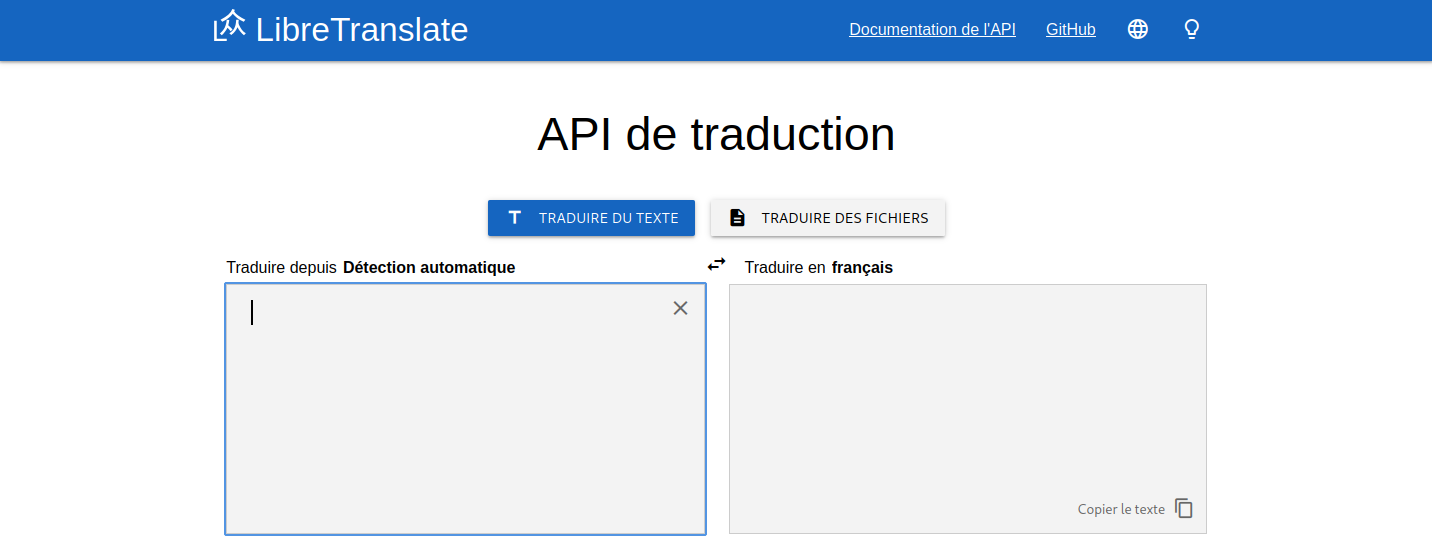 LibreTranslate
Documentation de l'API GitHub
API de traduction
TRADUIRE DU TEXTE
TRADUIRE DES FICHIERS
Traduire depuis Détection automatique
Traduire en français
Copier le texte